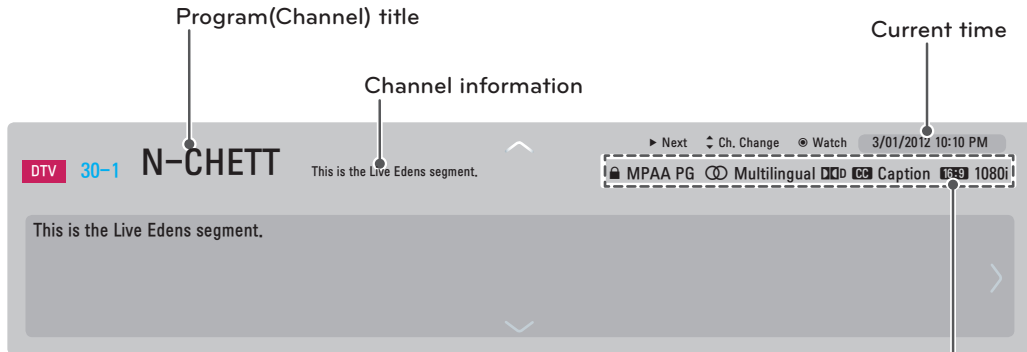 Program(Channel) title
Current time
Channel information
▶ Next Ch. Change ◉ Watch 3/01/2012 10:10 PM
DTV 30-1 N-CHETT This is the Live Edens segment.
MPAA PG Multilingual DD D CC Caption 16:9 1080i
This is the Live Edens segment.